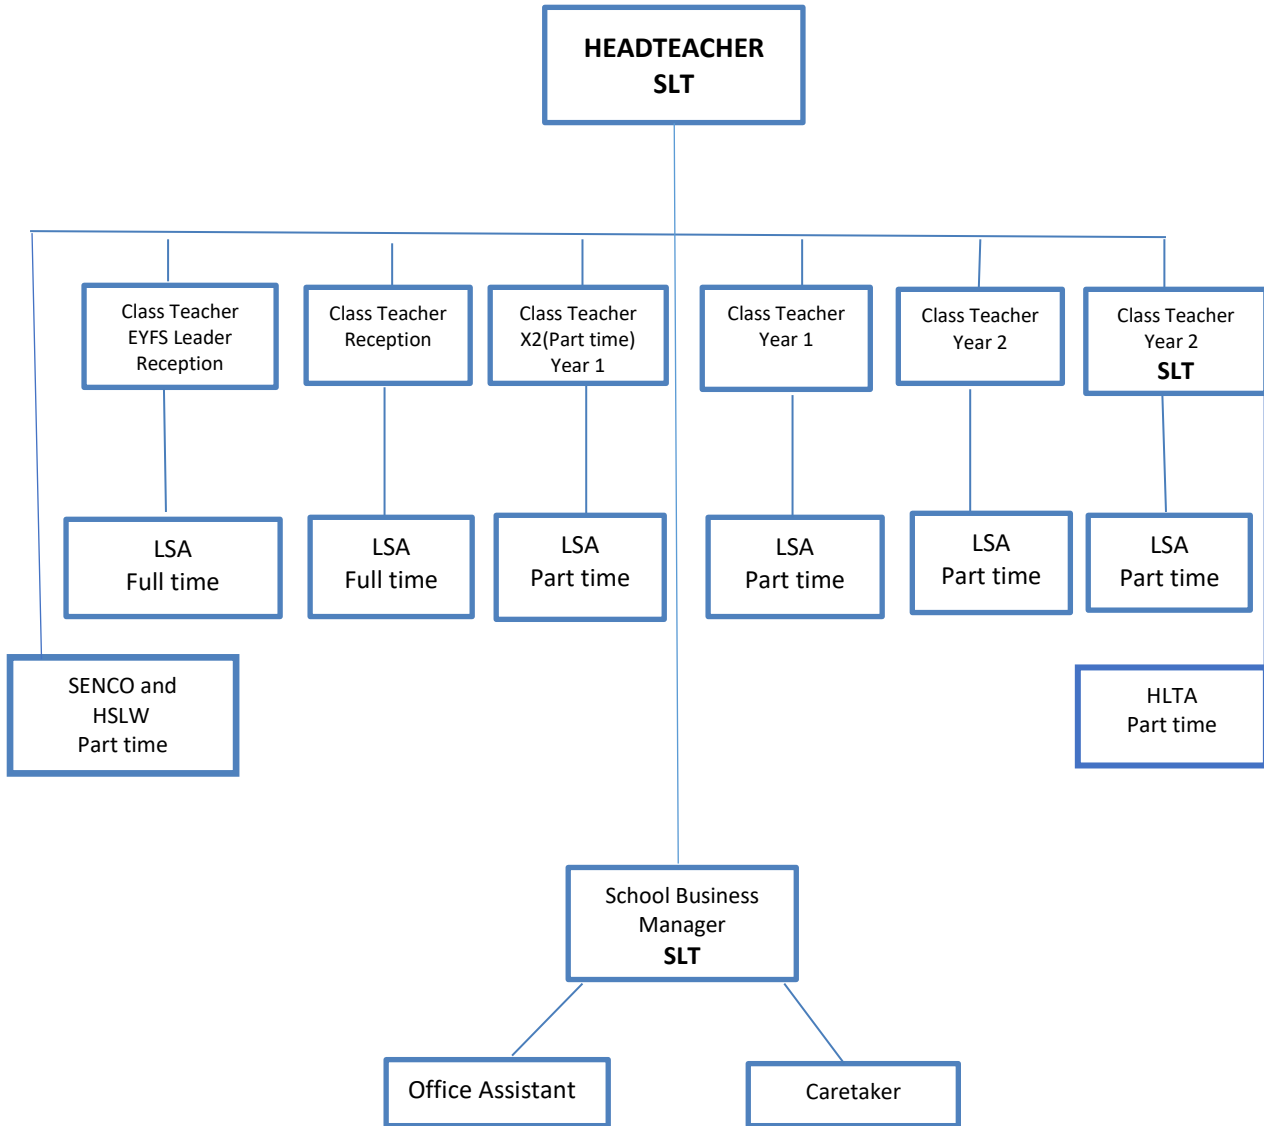 HEADTEACHER
SLT
Class Teacher
EYFS Leader
Reception
Class Teacher
Reception
Class Teacher
X2(Part time)
Year 1
Class Teacher
Year 1
Class Teacher
Year 2
Class Teacher
Year 2
SLT
LSA
Full time
LSA
Full time
LSA
Part time
LSA
Part time
LSA
Part time
LSA
Part time
SENCO and
HSLW
Part time
HLTA
Part time
School Business
Manager
SLT
Office Assistant
Caretaker